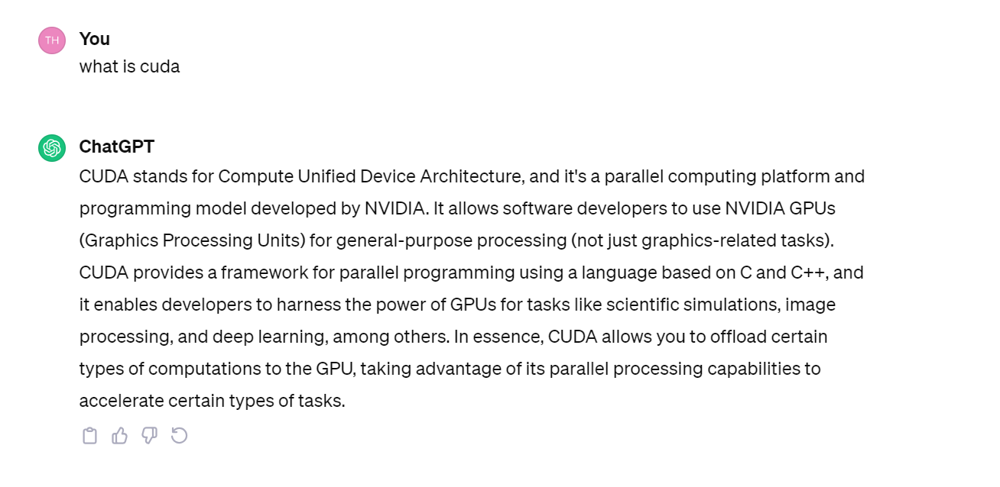 TH
You
what is cuda
ChatGPT
CUDA stands for Compute Unified Device Architecture, and it's a parallel computing platform and
programming model developed by NVIDIA. It allows software developers to use NVIDIA GPUs
(Graphics Processing Units) for general-purpose processing (not just graphics-related tasks).
CUDA provides a framework for parallel programming using a language based on C and C++, and
it enables developers to harness the power of GPUs for tasks like scientific simulations, image
processing, and deep learning, among others. In essence, CUDA allows you to offload certain
types of computations to the GPU, taking advantage of its parallel processing capabilities to
accelerate certain types of tasks.